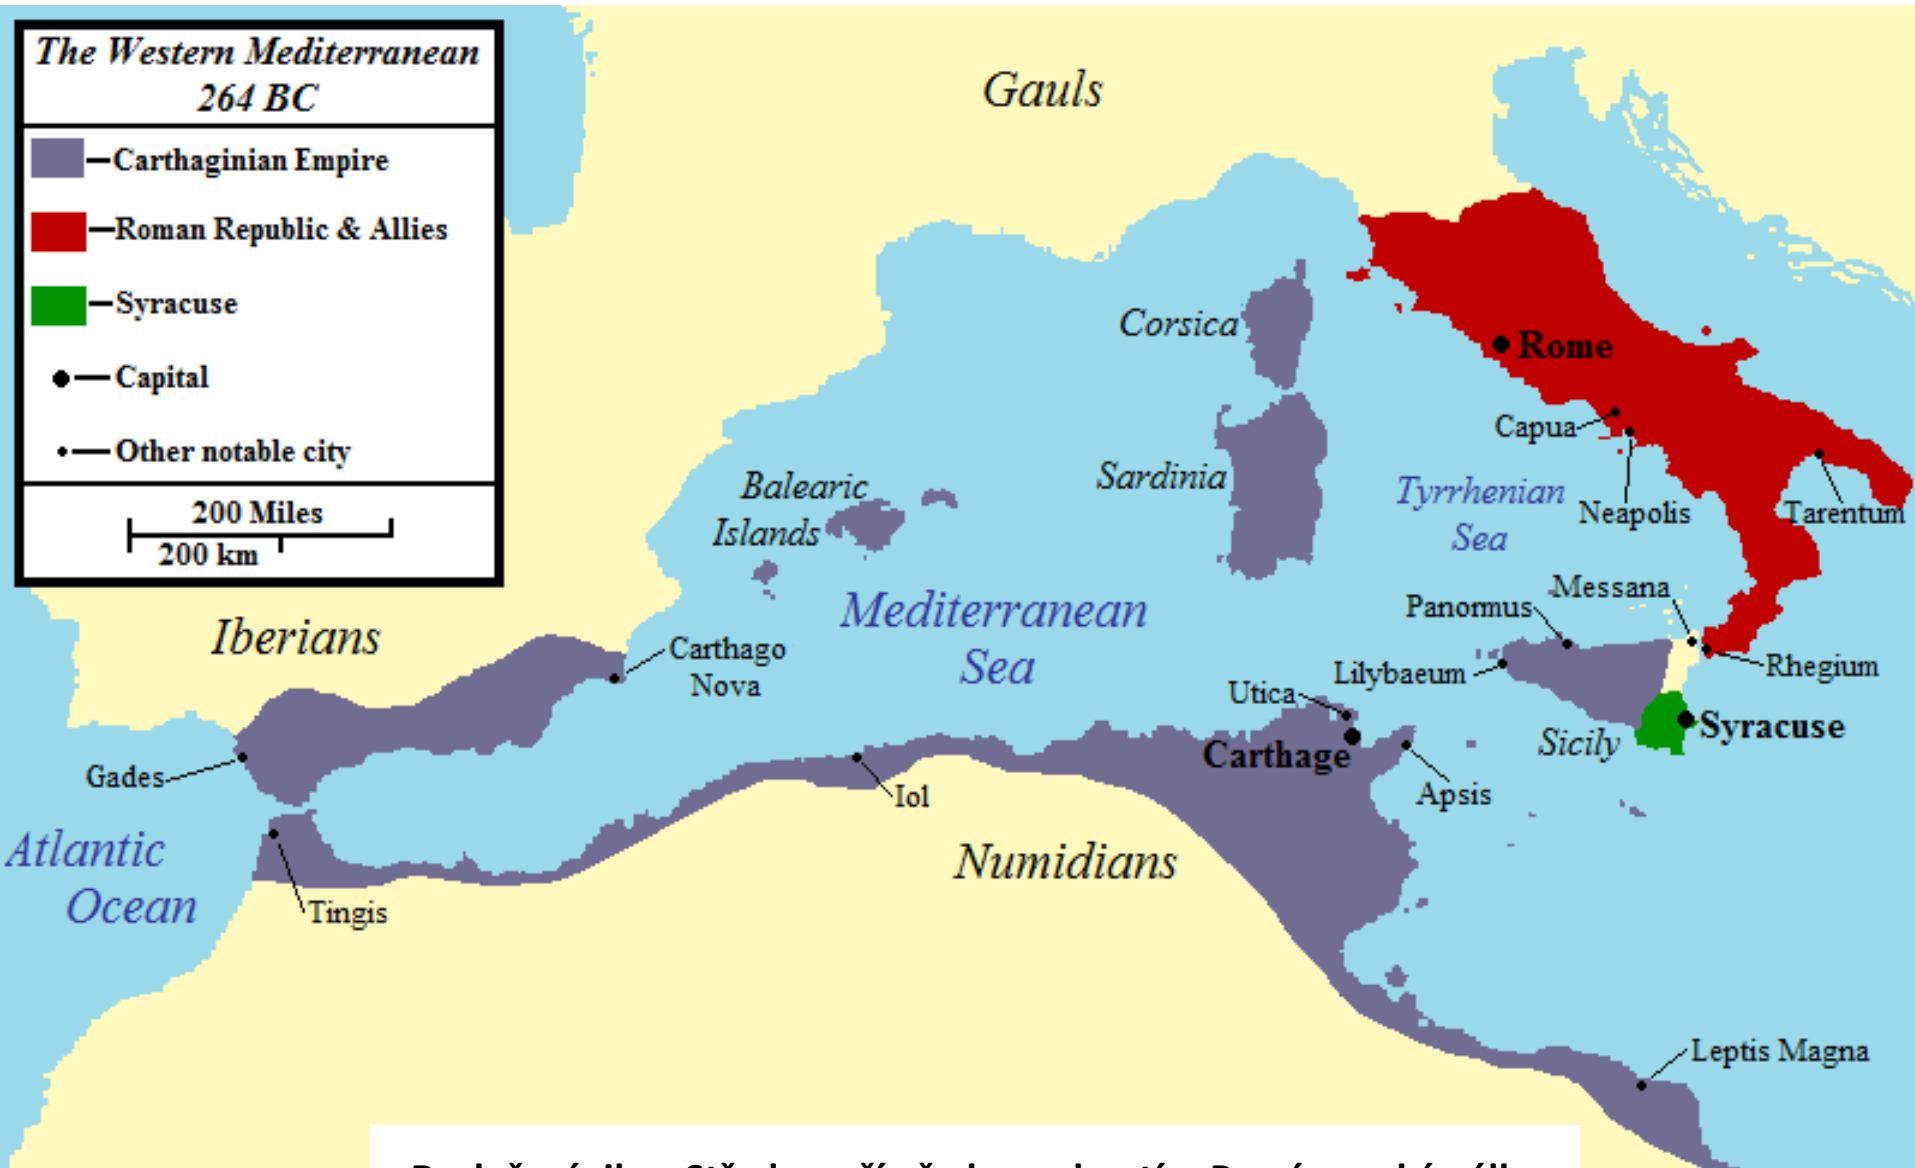 The Western Mediterranean
264 BC
Carthaginian Empire
Roman Republic & Allies
Syracuse
Capital
Other notable city
200 Miles
200 km
Gauls
Corsica
Rome
Capua
Sardinia
Balearic
Islands
Tyrrhenian
Sea
Neapolis
Tarentum
Messana
Panormus
Mediterranean
Sea
Iberians
Carthago
Nova
Lilybaeum
Rhegium
Utica
Syracuse
Sicily
Carthage
Gades
Iol
Apsis
Atlantic
Ocean
Numidians
Tingis
Leptis Magna